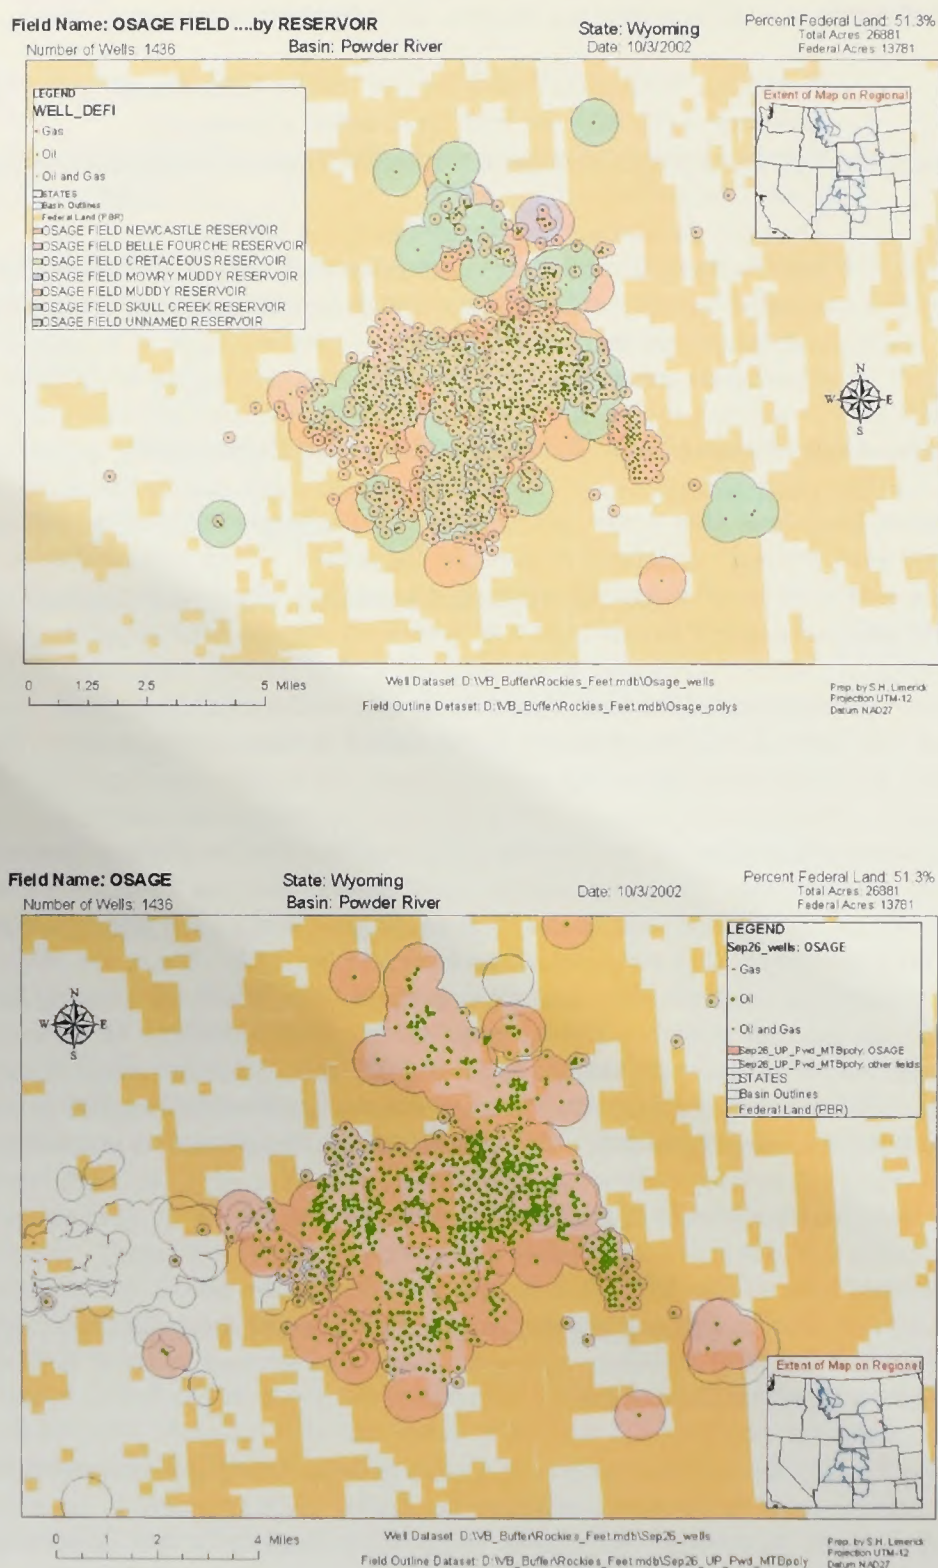 Field Name: OSAGE FIELD ....by RESERVOIR
State: Wyoming
Percent Federal Land: 51.3%
Number of Wells: 1436
Basin: Powder River
Date: 10/3/2002
Total Acres: 26881
Federal Acres: 13781
LEGEND
WELL_DEFI
Gas
Oil
Oil and Gas
STATES
Basin Outlines
Federal Land (PBR)
OSAGE FIELD NEWCASTLE RESERVOIR
OSAGE FIELD BELLE FOURCHE RESERVOIR
OSAGE FIELD CRETACEOUS RESERVOIR
OSAGE FIELD MOWRY MUDDY RESERVOIR
OSAGE FIELD MUDDY RESERVOIR
OSAGE FIELD SKULL CREEK RESERVOIR
OSAGE FIELD UNNAMED RESERVOIR
Extent of Map on Regional
N
W E
S
0 1.25 2.5 5 Miles
Well Dataset: D:\VB_Buffer\Rockies_Feet.mdb\Osage_wells
Field Outline Dataset: D:\VB_Buffer\Rockies_Feet.mdb\Osage_polys
Prep. by S.H. Limerick
Projection UTM-12
Datum NAD27
Field Name: OSAGE
State: Wyoming
Percent Federal Land: 51.3%
Number of Wells: 1436
Basin: Powder River
Date: 10/3/2002
Total Acres: 26881
Federal Acres: 13781
N
W E
S
LEGEND
Sep26_wells: OSAGE
Gas
Oil
Oil and Gas
Sep26_UP_Pwd_MTBpoly: OSAGE
Sep26_UP_Pwd_MTBpoly: other fields
STATES
Basin Outlines
Federal Land (PBR)
Extent of Map on Regional
0 1 2 4 Miles
Well Dataset: D:\VB_Buffer\Rockies_Feet.mdb\Sep26_wells
Field Outline Dataset: D:\VB_Buffer\Rockies_Feet.mdb\Sep26_UP_Pwd_MTBpoly
Prep. by S.H. Limerick
Projection UTM-12
Datum NAD27